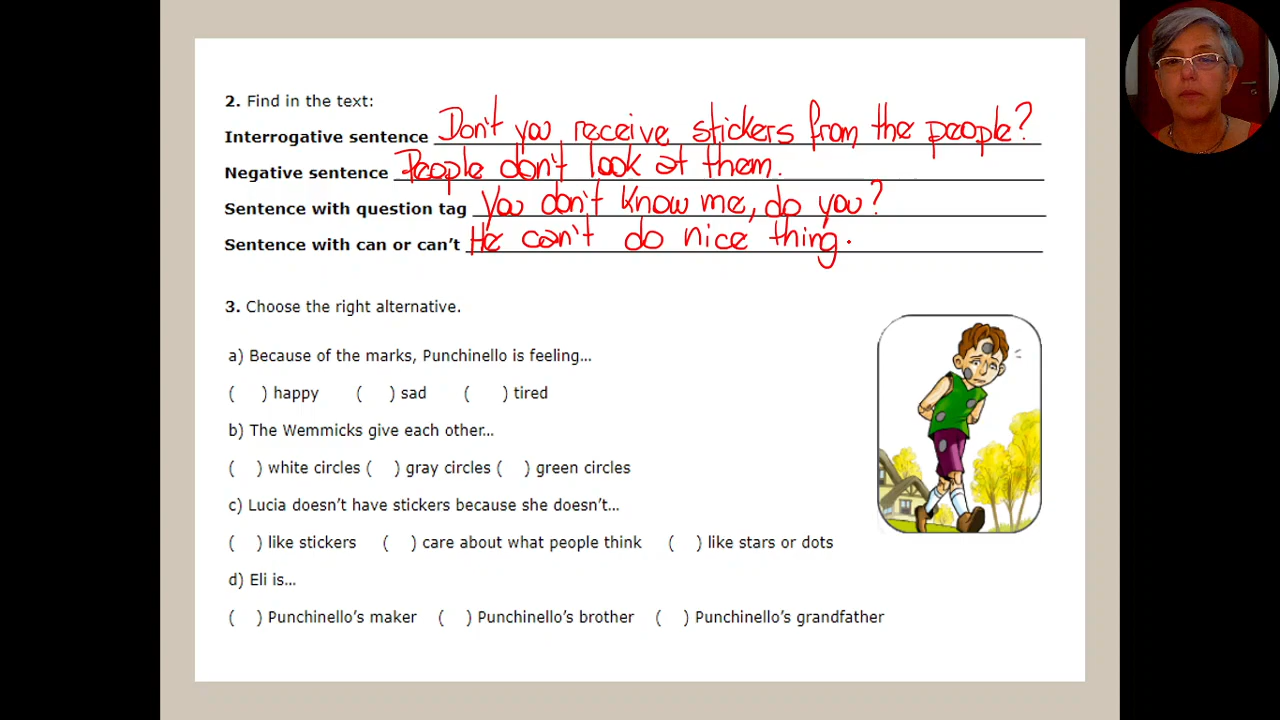 2. Find in the text:
Interrogative sentence Don't you receive stickers from the people?
Negative sentence People don't look at them.
Sentence with question tag You don't know me, do you?
Sentence with can or can't He can't do nice thing.
3. Choose the right alternative.
a) Because of the marks, Punchinello is feeling...
( ) happy ( ) sad ( ) tired
b) The Wemmicks give each other...
( ) white circles ( ) gray circles ( ) green circles
c) Lucia doesn't have stickers because she doesn't...
( ) like stickers ( ) care about what people think ( ) like stars or dots
d) Eli is...
( ) Punchinello's maker ( ) Punchinello's brother ( ) Punchinello's grandfather